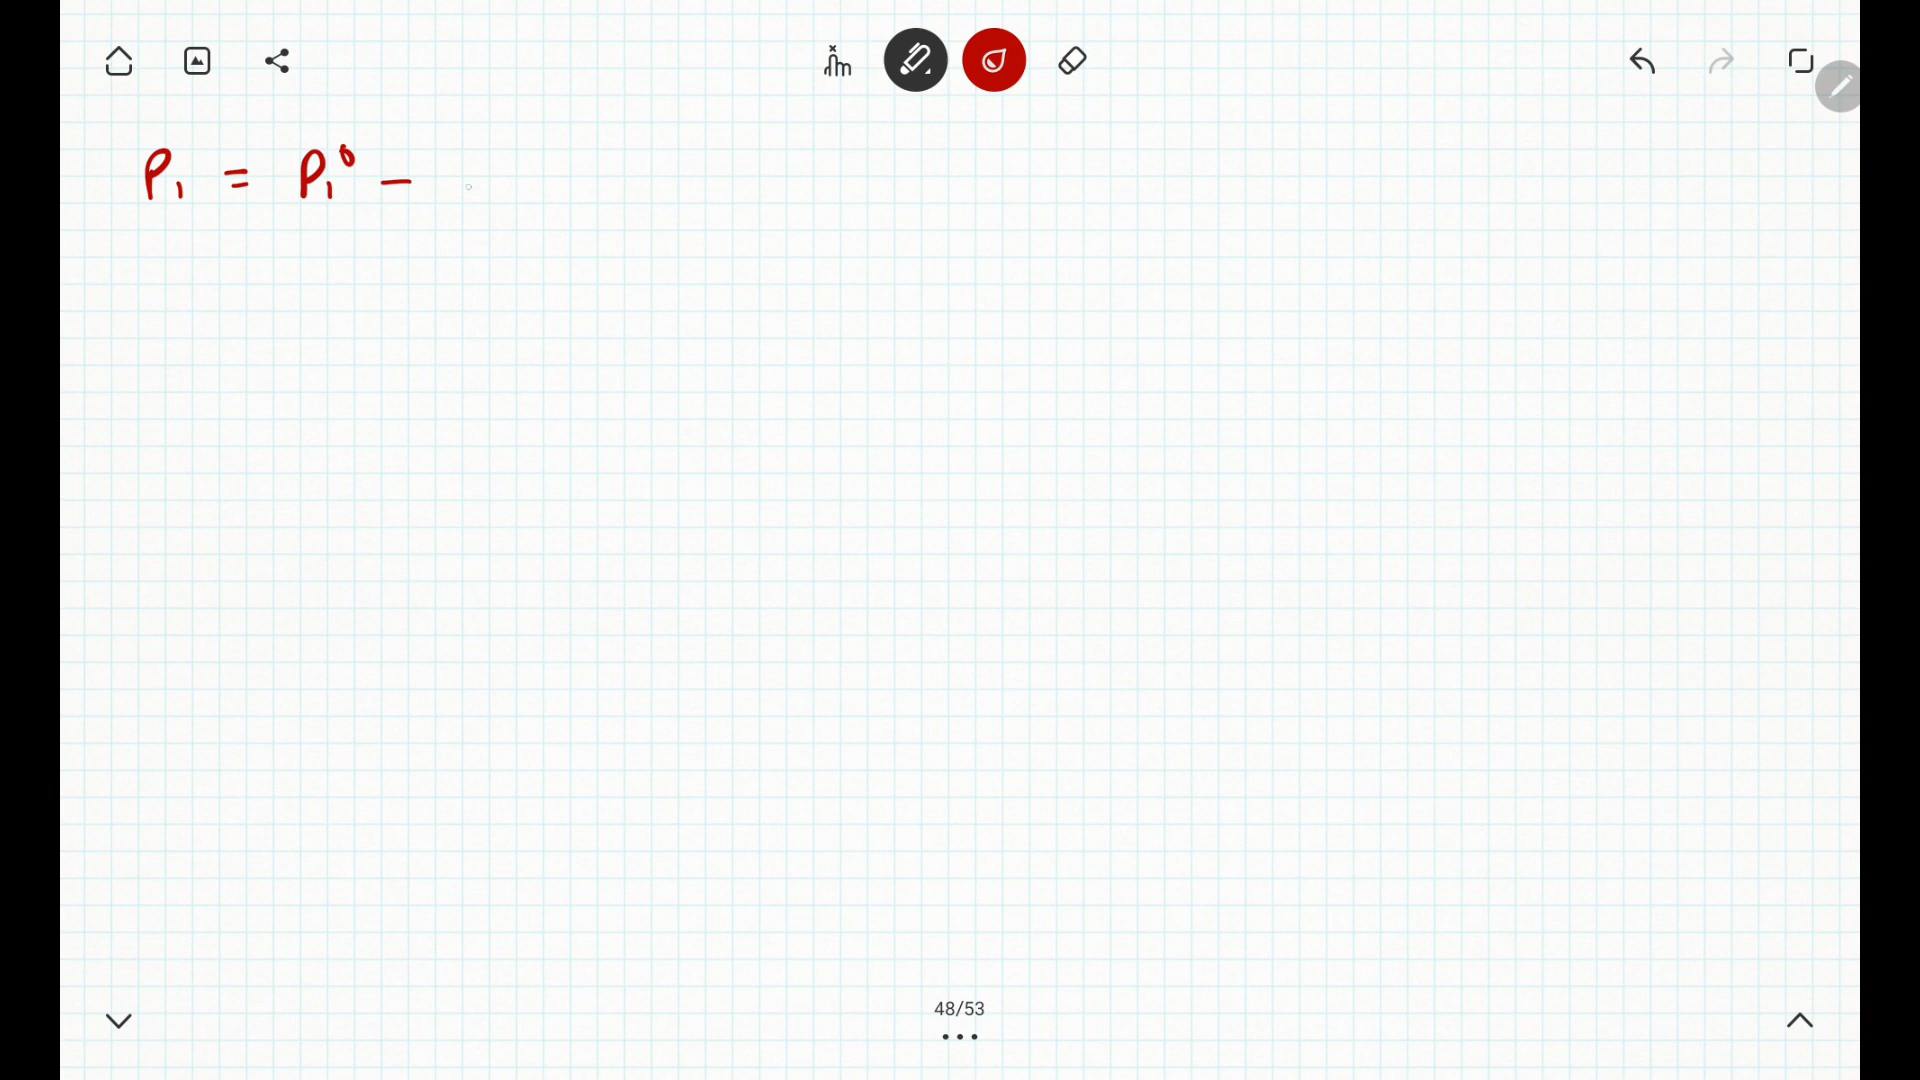 P₁ = P₁⁰ –
48/53